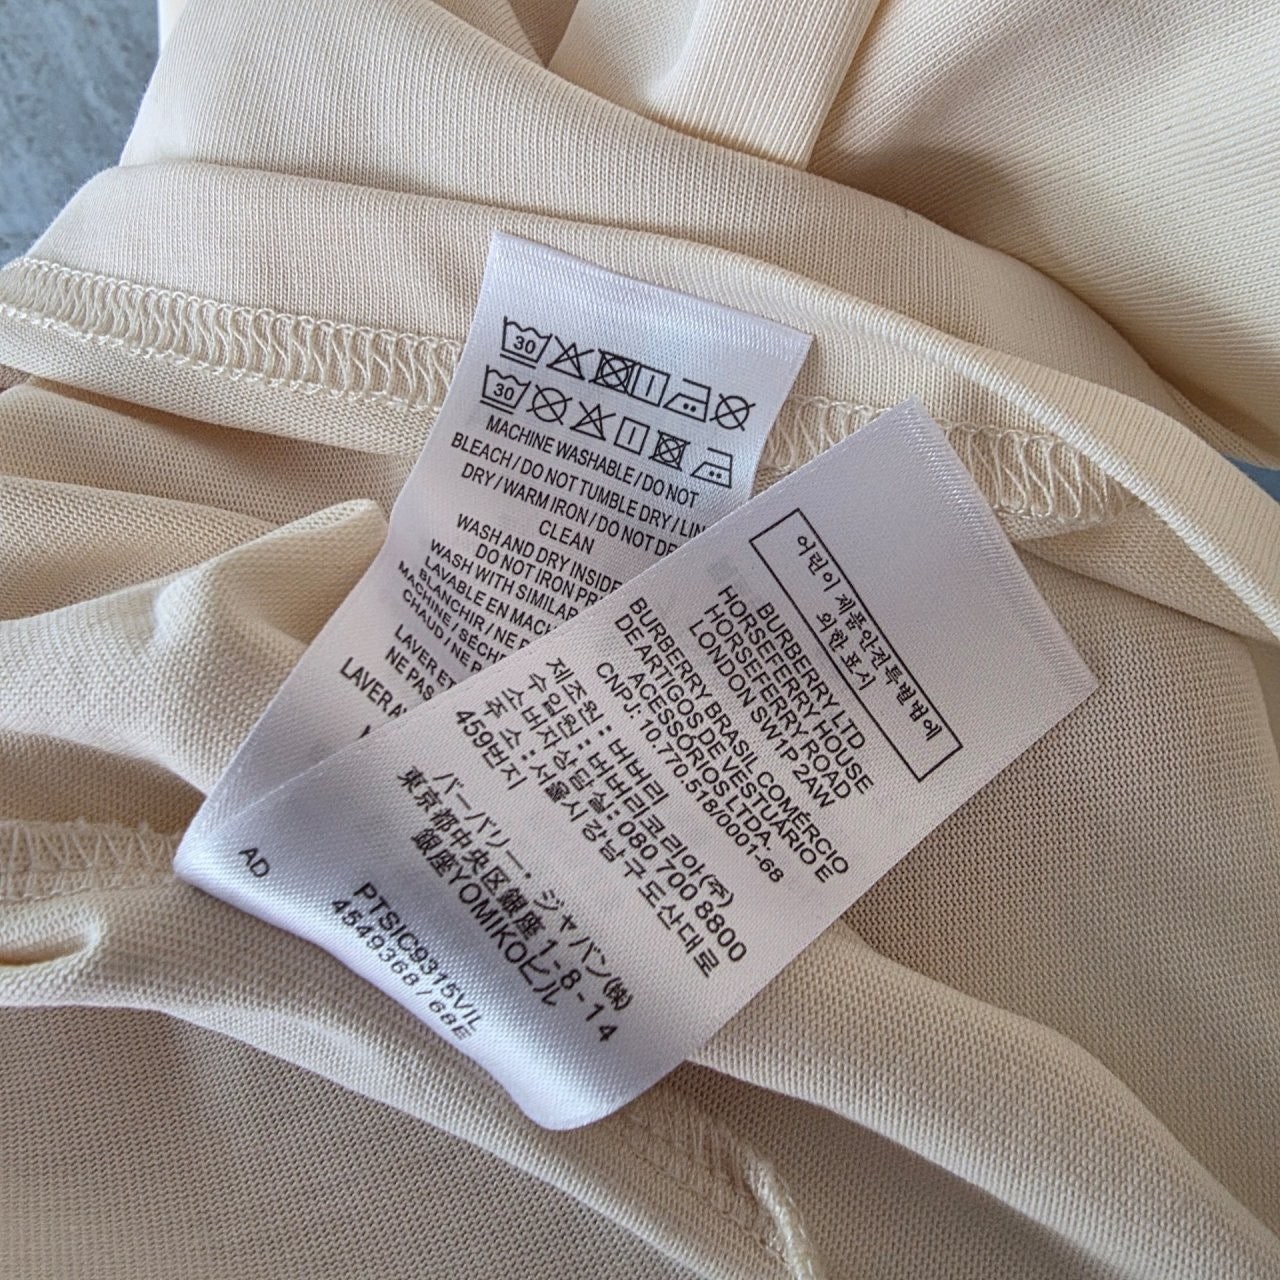 30
30
MACHINE WASHABLE / DO NOT
BLEACH / DO NOT TUMBLE DRY / LIN
DRY / WARM IRON / DO NOT DR
CLEAN
WASH AND DRY INSIDE
DO NOT IRON PR
WASH WITH SIMILAR
LAVABLE EN MACH
BLANCHIR / NE P
MACHINE / SÉCHE
CHAUD / NE P
LAVER ET
NE PAS
LAVER A
어린이 제품안전특별법에
의한 표시
BURBERRY LTD
HORSEFERRY HOUSE
HORSEFERRY ROAD
LONDON SW1P 2AW
BURBERRY BRASIL COMÉRCIO
DE ARTIGOS DE VESTUÁRIO E
ACESSÓRIOS LTDA.
CNPJ: 10.770.518/0001-68
제조원 : 버버리
수입원 : 버버리코리아(주)
소비자상담실: 080 700 8800
주 소 : 서울시 강남구 도산대로
459번지
バーバリー・ジャパン(株)
東京都中央区銀座 1-8-14
銀座YOMIKOビル
PTSIC9315VIL
4549368 / 68E
AD